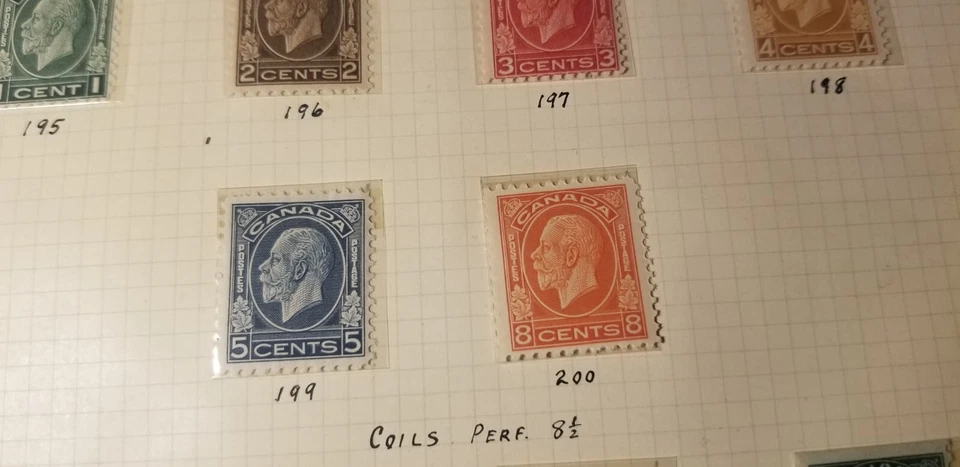 1 CENT 1
2 CENTS 2
3 CENTS 3
4 CENTS 4
195
196
197
198
CANADA
POSTES
POSTAGE
5 CENTS 5
CANADA
POSTES
POSTAGE
8 CENTS 8
199
200
COILS PERF. 8½